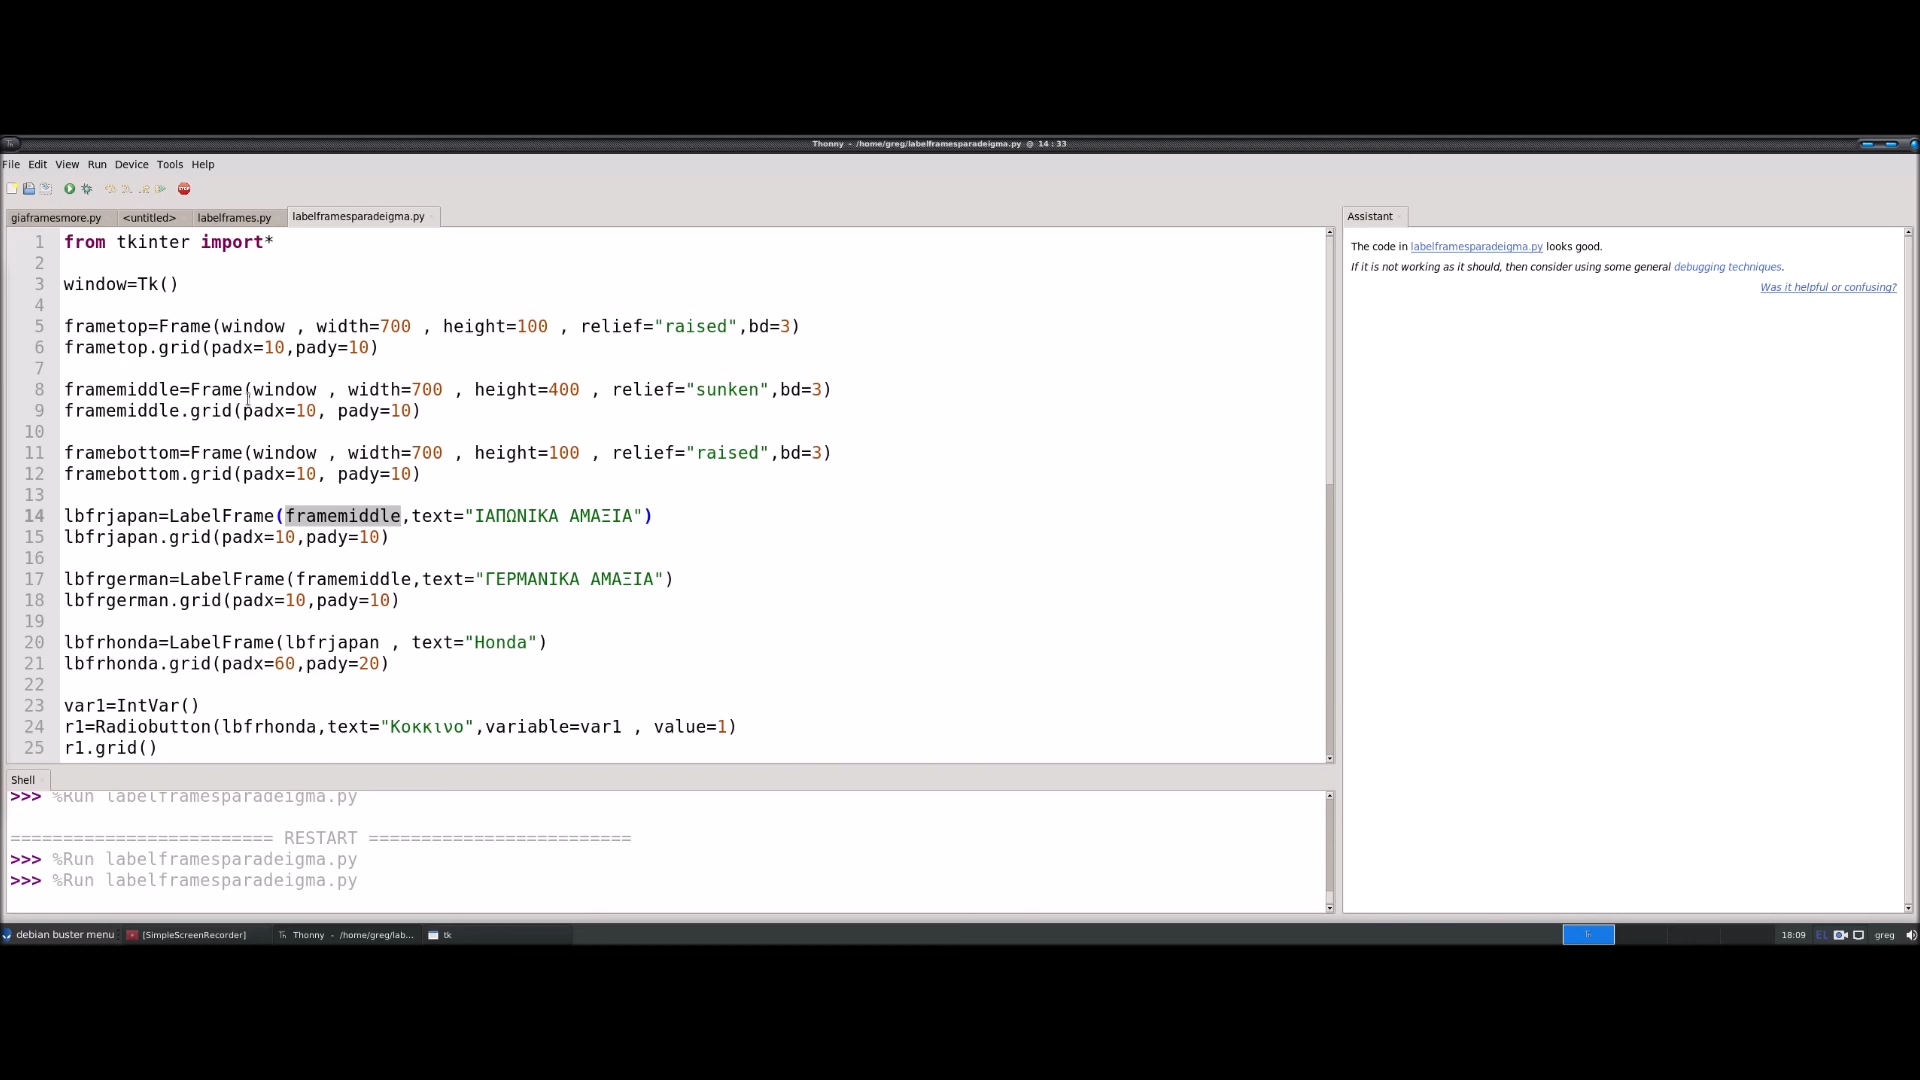 Thonny - /home/greg/labelframesparadeigma.py @ 14 : 33
File Edit View Run Device Tools Help
giaframesmore.py <untitled> labelframes.py labelframesparadeigma.py
1 from tkinter import*
2
3 window=Tk()
4
5 frametop=Frame(window , width=700 , height=100 , relief="raised",bd=3)
6 frametop.grid(padx=10,pady=10)
7
8 framemiddle=Frame(window , width=700 , height=400 , relief="sunken",bd=3)
9 framemiddle.grid(padx=10, pady=10)
10
11 framebottom=Frame(window , width=700 , height=100 , relief="raised",bd=3)
12 framebottom.grid(padx=10, pady=10)
13
14 lbfrjapan=LabelFrame(framemiddle,text="ΙΑΠΩΝΙΚΑ ΑΜΑΞΙΑ")
15 lbfrjapan.grid(padx=10,pady=10)
16
17 lbfrgerman=LabelFrame(framemiddle,text="ΓΕΡΜΑΝΙΚΑ ΑΜΑΞΙΑ")
18 lbfrgerman.grid(padx=10,pady=10)
19
20 lbfrhonda=LabelFrame(lbfrjapan , text="Honda")
21 lbfrhonda.grid(padx=60,pady=20)
22
23 var1=IntVar()
24 r1=Radiobutton(lbfrhonda,text="Κοκκινο",variable=var1 , value=1)
25 r1.grid()
Assistant
The code in labelframesparadeigma.py looks good.
If it is not working as it should, then consider using some general debugging techniques.
Was it helpful or confusing?
Shell
>>> %Run labelframesparadeigma.py
========================= RESTART =========================
>>> %Run labelframesparadeigma.py
>>> %Run labelframesparadeigma.py
debian buster menu [SimpleScreenRecorder] Thonny - /home/greg/lab... tk 18:09 EL greg